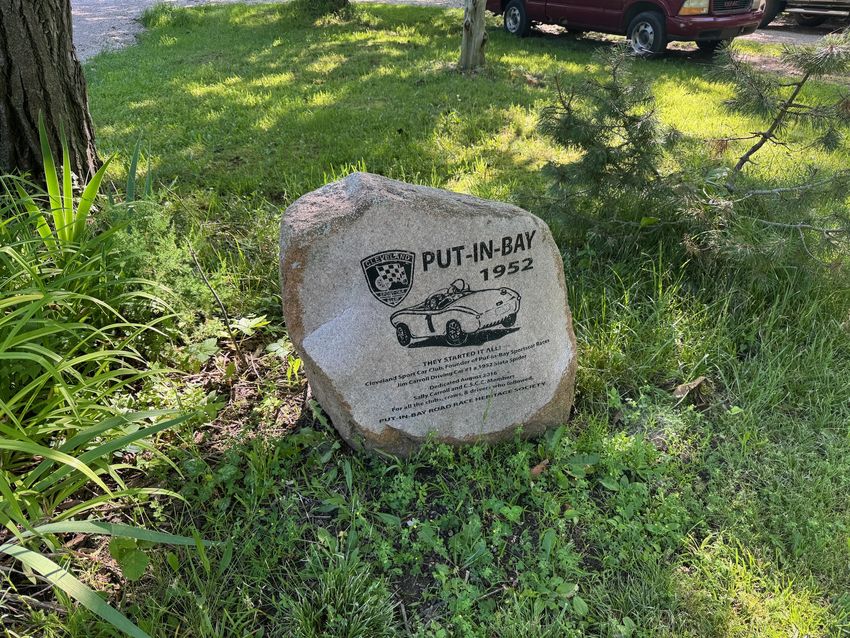 CLEVELAND
PUT-IN-BAY
1952
THEY STARTED IT ALL!
Cleveland Sport Car Club, Founder of Put-in-Bay Sportscar Races
Jim Carroll Driving Car #1 a 1952 Siata Spider
Dedicated August 2016
Sally Carroll and C.S.C.C. Members
For all the clubs, crews, & drivers who followed,
PUT-IN-BAY ROAD RACE HERITAGE SOCIETY